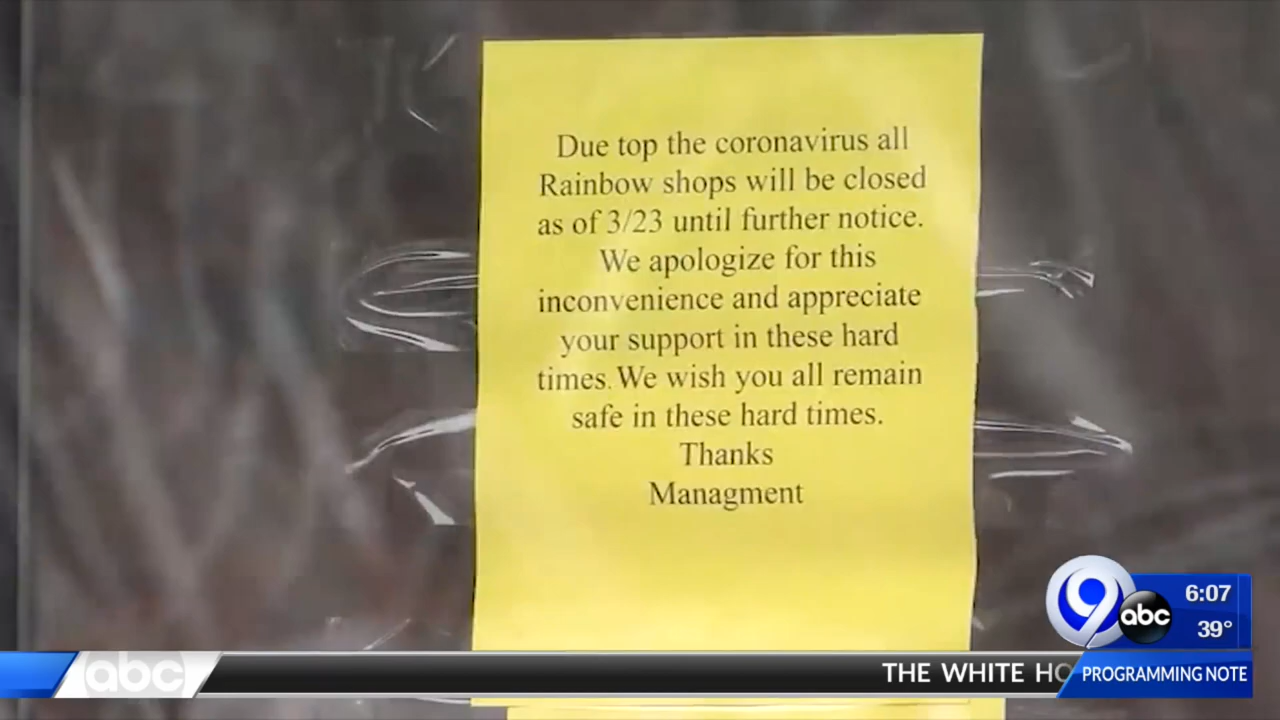 Due top the coronavirus all
Rainbow shops will be closed
as of 3/23 until further notice.
We apologize for this
inconvenience and appreciate
your support in these hard
times. We wish you all remain
safe in these hard times.
Thanks
Managment
9 abc
6:07
39°
abc
THE WHITE
PROGRAMMING NOTE